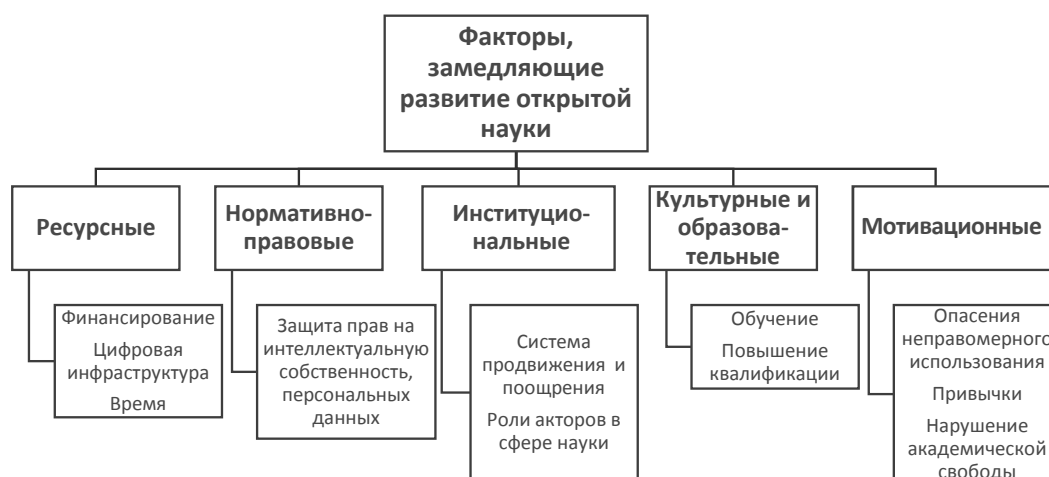 Факторы,
замедляющие
развитие открытой
науки
Ресурсные
Нормативно-
правовые
Институцио-
нальные
Культурные и
образова-
тельные
Мотивационные
Финансирование
Цифровая
инфраструктура
Время
Защита прав на
интеллектуальную
собственность,
персональных
данных
Система
продвижения и
поощрения
Роли акторов в
сфере науки
Обучение
Повышение
квалификации
Опасения
неправомерного
использования
Привычки
Нарушение
академической
свободы